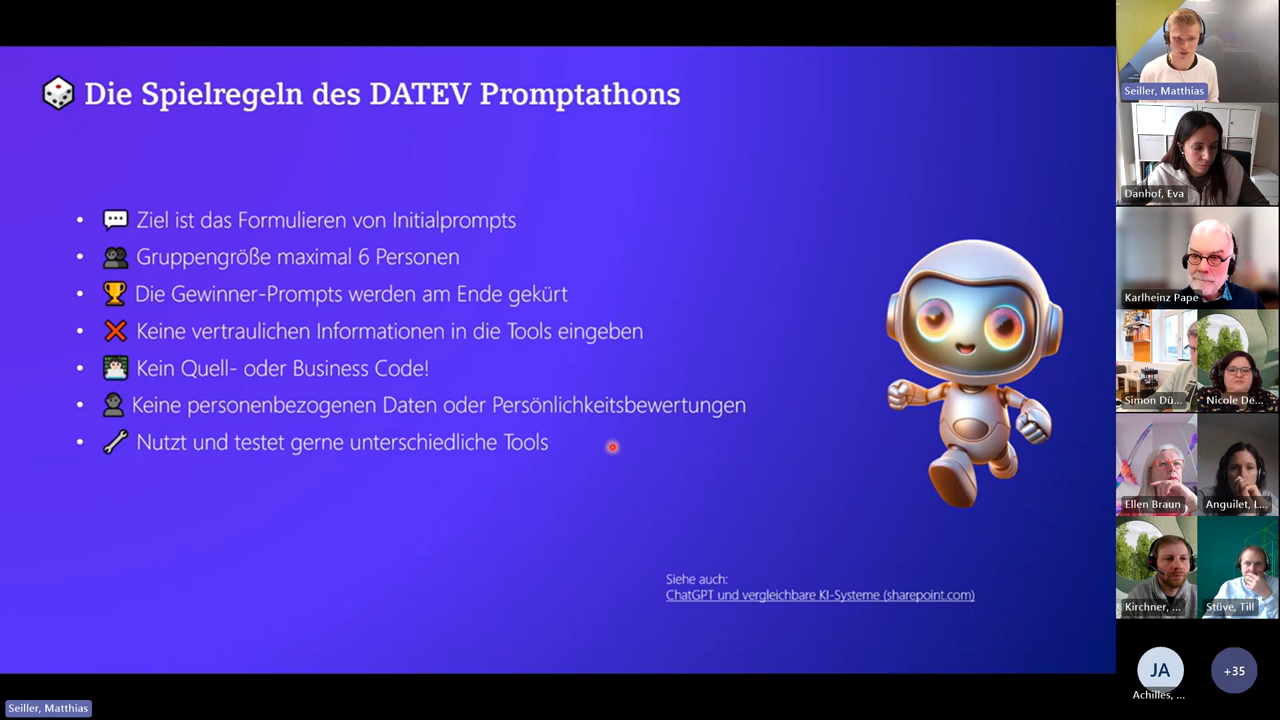 Die Spielregeln des DATEV Promptathons
Ziel ist das Formulieren von Initialprompts
Gruppengröße maximal 6 Personen
Die Gewinner-Prompts werden am Ende gekürt
Keine vertraulichen Informationen in die Tools eingeben
Kein Quell- oder Business Code!
Keine personenbezogenen Daten oder Persönlichkeitsbewertungen
Nutzt und testet gerne unterschiedliche Tools
Siehe auch:
ChatGPT und vergleichbare KI-Systeme (sharepoint.com)
Seiller, Matthias
Seiller, Matthias
Danhof, Eva
Karlheinz Pape
Simon Dü...
Nicole De...
Ellen Braun
Anguilet, L...
Kirchner, ...
Stüve, Till
JA
Achilles, ...
+35